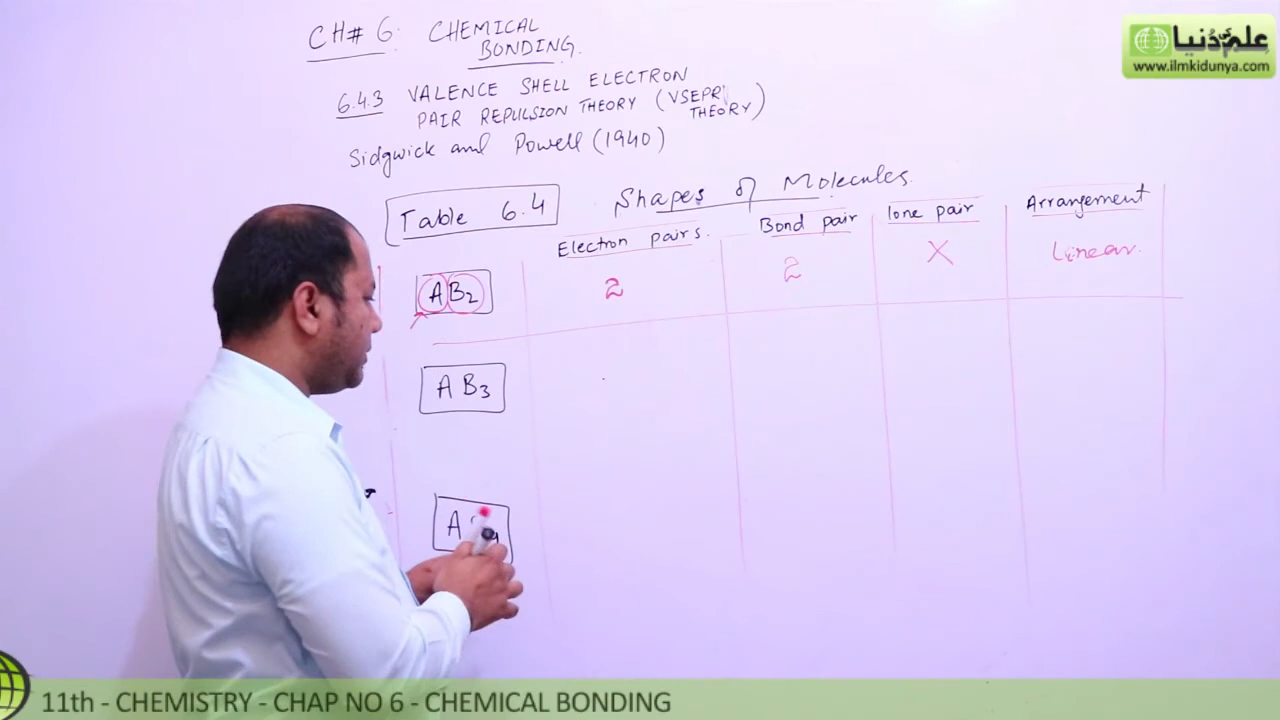 CH# 6: CHEMICAL
BONDING.
6.4.3 VALENCE SHELL ELECTRON
PAIR REPULSION THEORY (VSEPR
THEORY)
Sidgwick and Powell (1940)
Table 6.4
Shapes of Molecules.
Electron pairs. Bond pair lone pair Arrangement
AB2 2 2 X Linear.
AB3
A
علم کی دُنیا
www.ilmkidunya.com
11th - CHEMISTRY - CHAP NO 6 - CHEMICAL BONDING